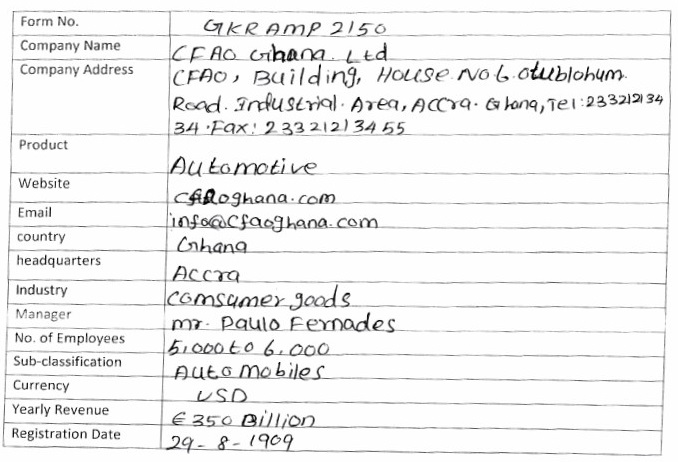 Form No. GKRAMP 2150
Company Name CFAO Ghana. Ltd
Company Address CFAO, Building, House No 6. Otublohum.
Road. Industrial. Area, Accra. Ghana, Tel: 233212134
34. Fax: 233212134 55
Product Automotive
Website cfaoghana.com
Email info@cfaoghana.com
country Ghana
headquarters Accra
Industry Comsumer goods
Manager mr. Paulo Fernades
No. of Employees 5,000 to 6,000
Sub-classification Automobiles
Currency USD
Yearly Revenue € 350 Billion
Registration Date 29-8-1909